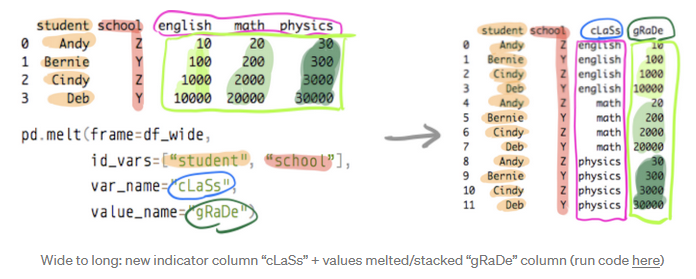 student school english math physics
0 Andy Z 10 20 30
1 Bernie Y 100 200 300
2 Cindy Z 1000 2000 3000
3 Deb Y 10000 20000 30000
pd.melt(frame=df_wide,
id_vars=["student", "school"],
var_name="cLaSs",
value_name="gRaDe")
student school cLaSs gRaDe
0 Andy Z english 10
1 Bernie Y english 100
2 Cindy Z english 1000
3 Deb Y english 10000
4 Andy Z math 20
5 Bernie Y math 200
6 Cindy Z math 2000
7 Deb Y math 20000
8 Andy Z physics 30
9 Bernie Y physics 300
10 Cindy Z physics 3000
11 Deb Y physics 30000
Wide to long: new indicator column “cLaSs” + values melted/stacked “gRaDe” column (run code here)